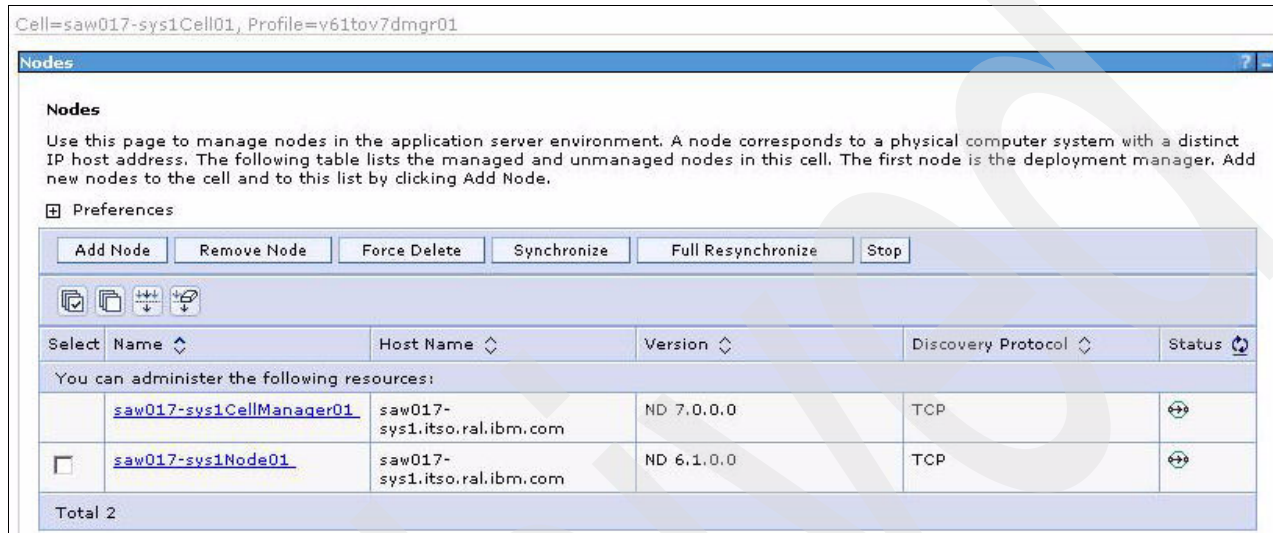 Cell=saw017-sys1Cell01, Profile=v61tov7dmgr01
Nodes ? -
Nodes
Use this page to manage nodes in the application server environment. A node corresponds to a physical computer system with a distinct
IP host address. The following table lists the managed and unmanaged nodes in this cell. The first node is the deployment manager. Add
new nodes to the cell and to this list by clicking Add Node.
+ Preferences
Add Node Remove Node Force Delete Synchronize Full Resynchronize Stop
Select Name Host Name Version Discovery Protocol Status
You can administer the following resources:
saw017-sys1CellManager01 saw017- ND 7.0.0.0 TCP
sys1.itso.ral.ibm.com
saw017-sys1Node01 saw017- ND 6.1.0.0 TCP
sys1.itso.ral.ibm.com
Total 2